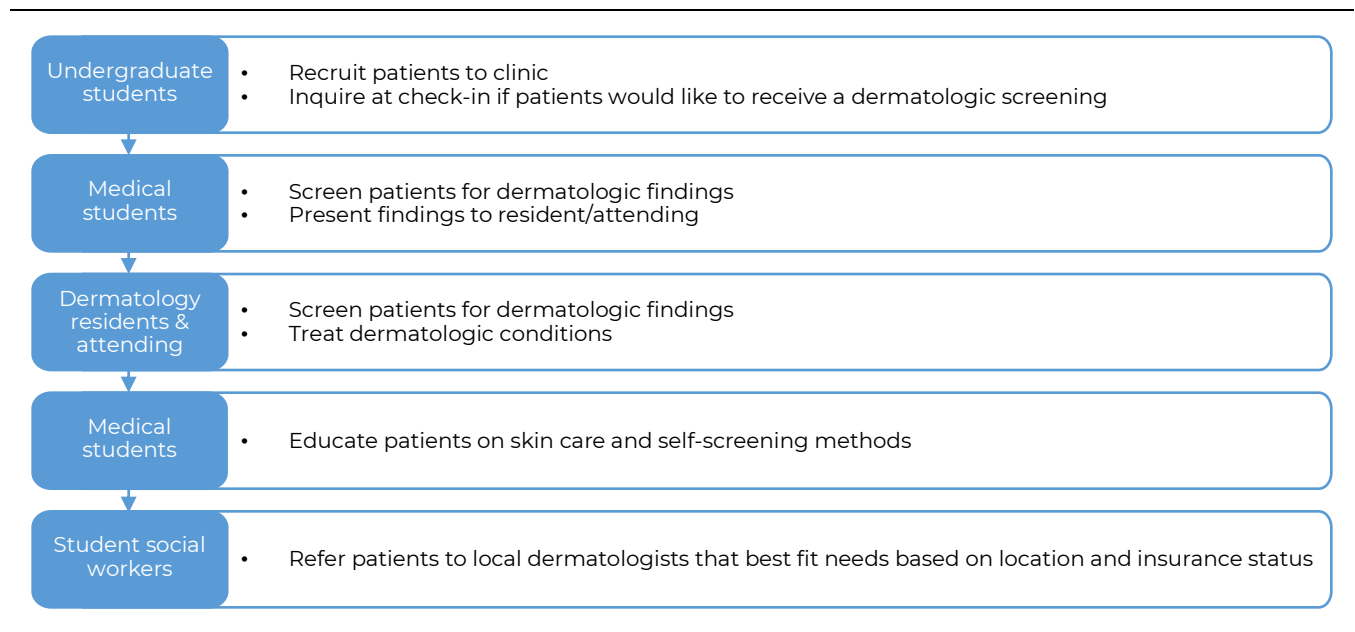 Undergraduate
students
• Recruit patients to clinic
• Inquire at check-in if patients would like to receive a dermatologic screening
Medical
students
• Screen patients for dermatologic findings
• Present findings to resident/attending
Dermatology
residents &
attending
• Screen patients for dermatologic findings
• Treat dermatologic conditions
Medical
students
• Educate patients on skin care and self-screening methods
Student social
workers
• Refer patients to local dermatologists that best fit needs based on location and insurance status